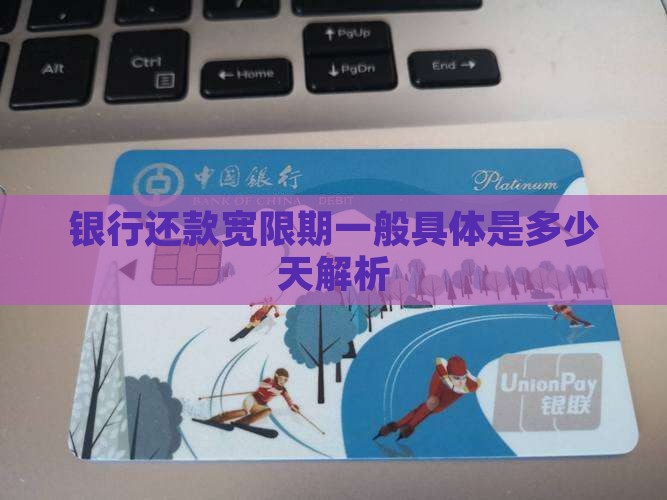 PgUp
Alt
Ctrl
Home
PgDn
End
中国银行
Platinum
BANK OF CHINA DEBIT
银行还款宽限期一般具体是多少
天解析
UnionPay
银联